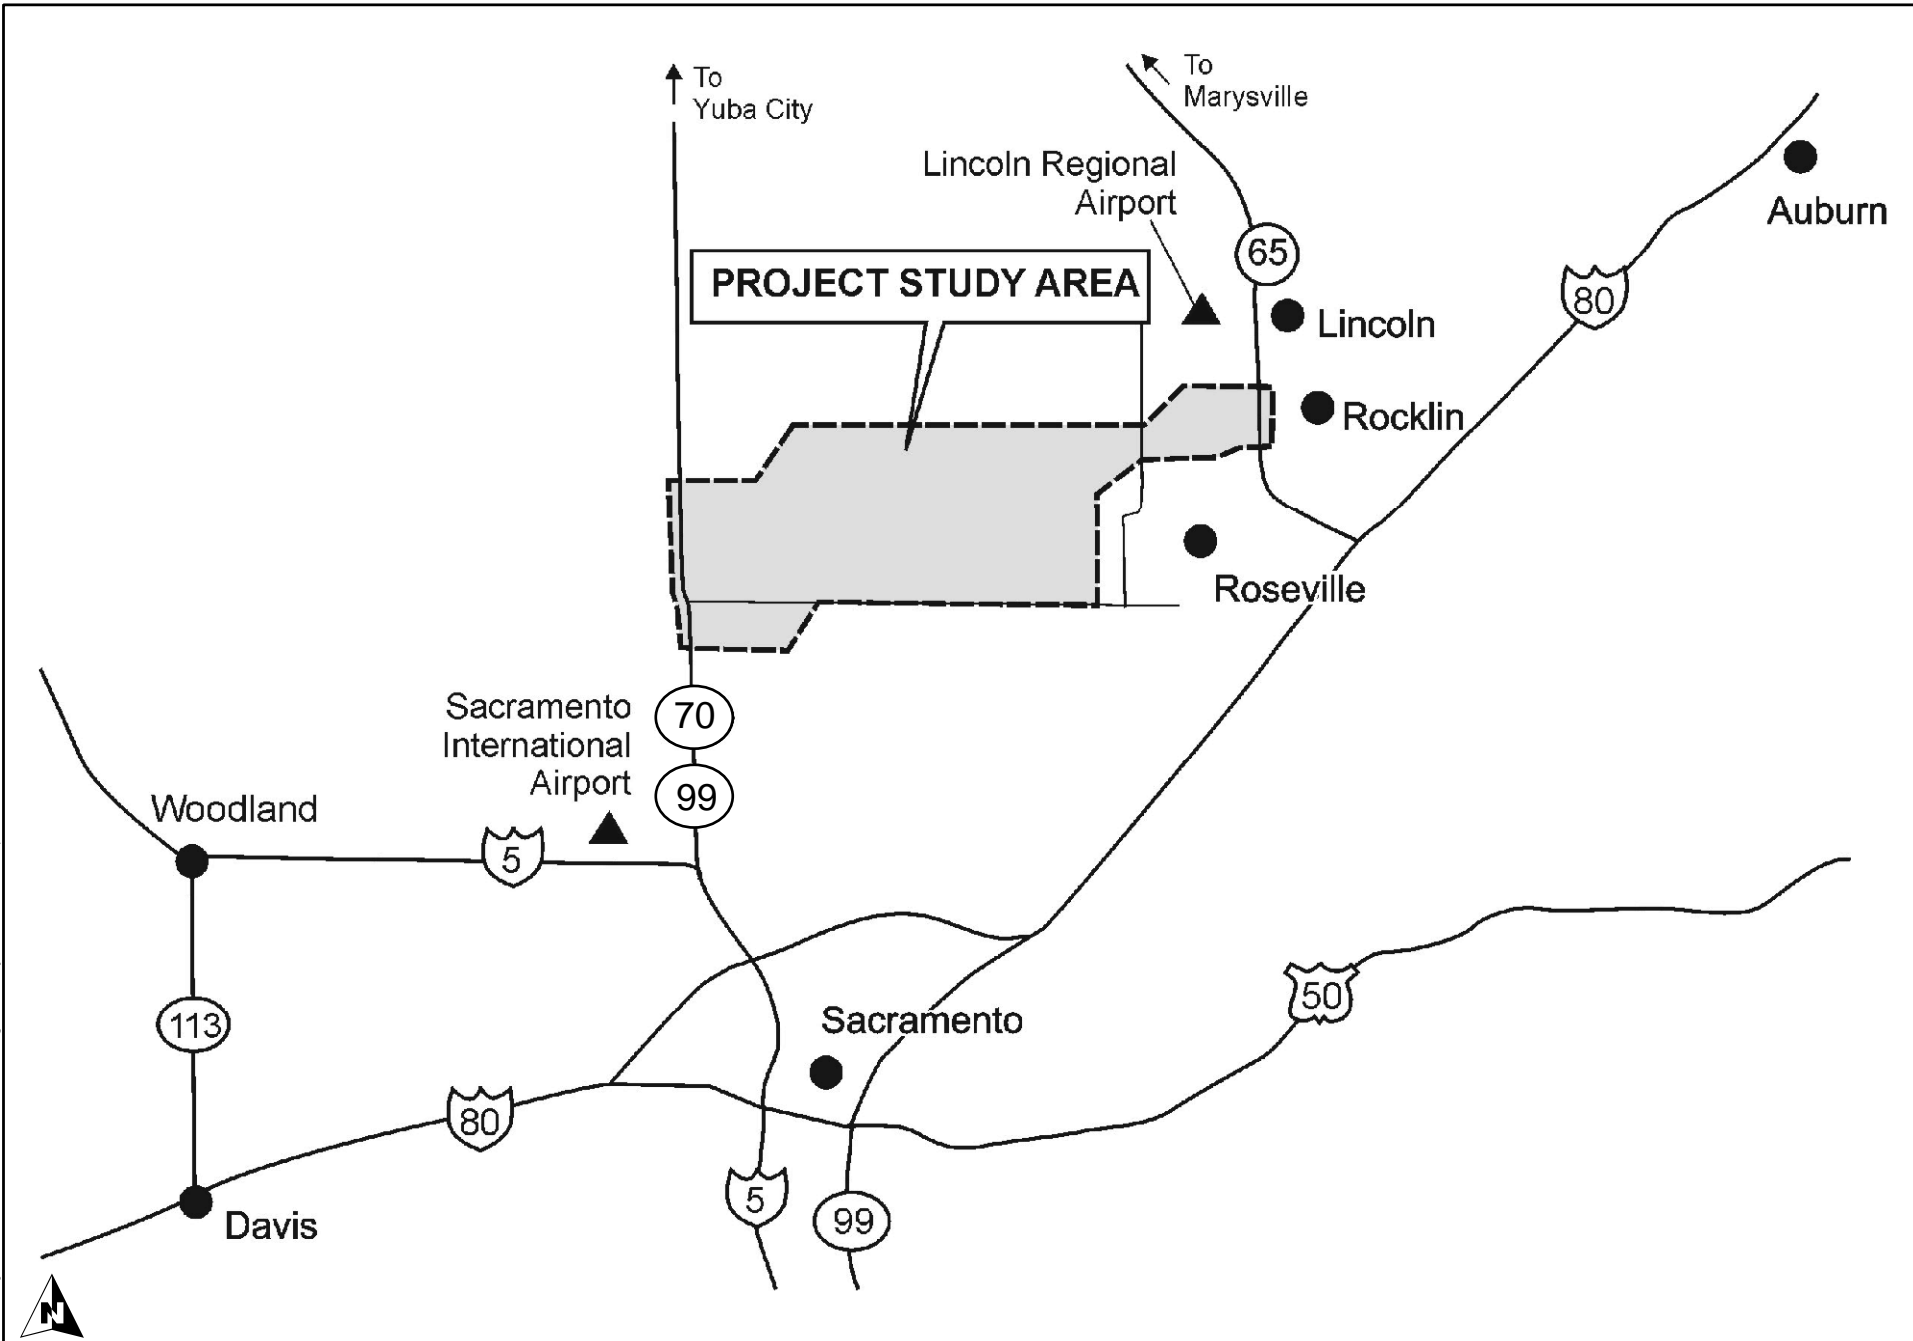 To
Yuba City
To
Marysville
Lincoln Regional
Airport
Auburn
65
80
PROJECT STUDY AREA
Lincoln
Rocklin
Roseville
Sacramento
International
Airport
70
99
Woodland
5
50
113
Sacramento
80
5
99
Davis
N